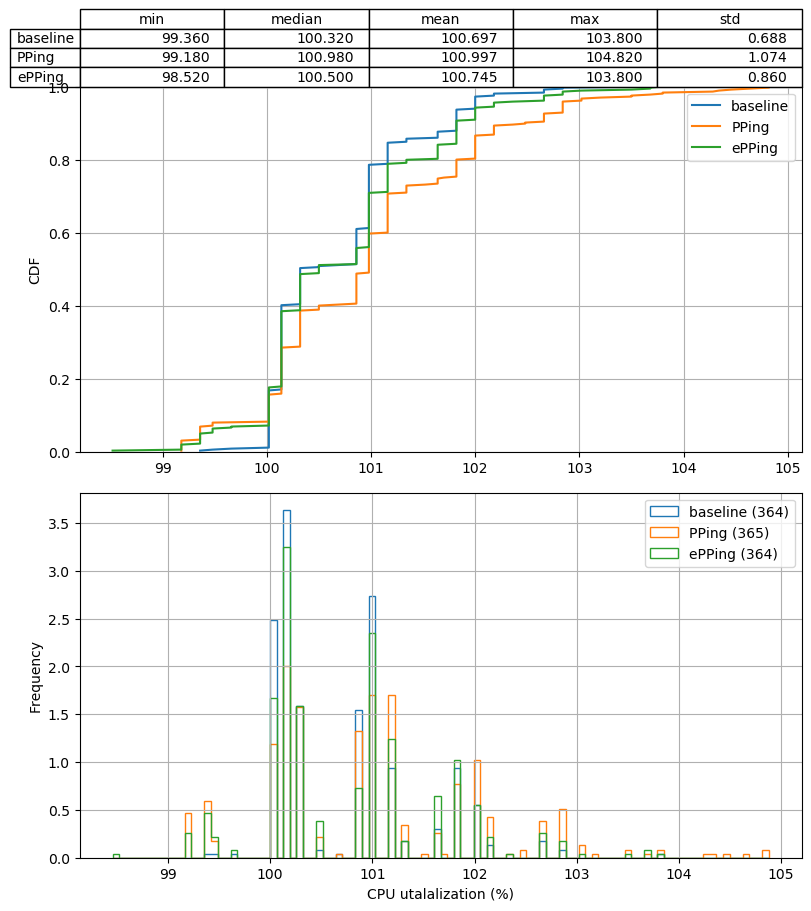 min median mean max std
baseline 99.360 100.320 100.697 103.800 0.688
PPing 99.180 100.980 100.997 104.820 1.074
ePPing 98.520 100.500 100.745 103.800 0.860
1.0
baseline
PPing
ePPing
0.8
0.6
CDF
0.4
0.2
0.0
99 100 101 102 103 104 105
baseline (364)
PPing (365)
ePPing (364)
3.5
3.0
2.5
2.0
Frequency
1.5
1.0
0.5
0.0
99 100 101 102 103 104 105
CPU utalalization (%)